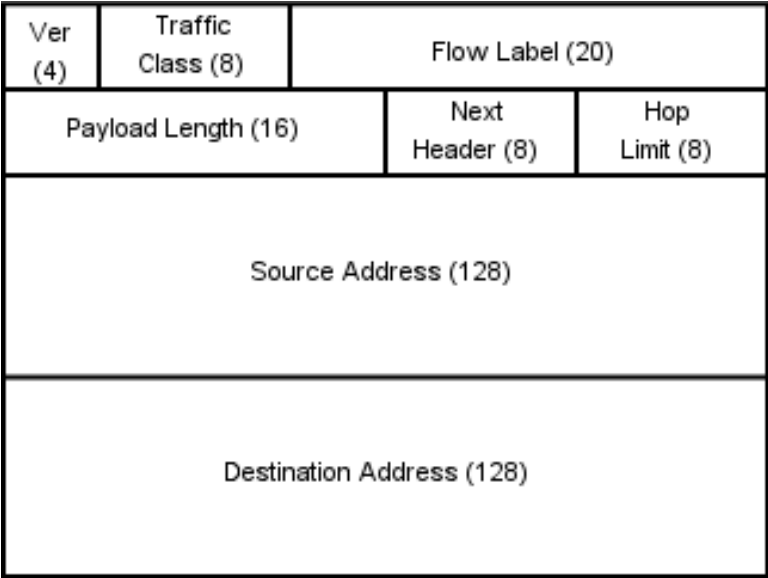 Ver
(4)
Traffic
Class (8)
Flow Label (20)
Payload Length (16)
Next
Header (8)
Hop
Limit (8)
Source Address (128)
Destination Address (128)